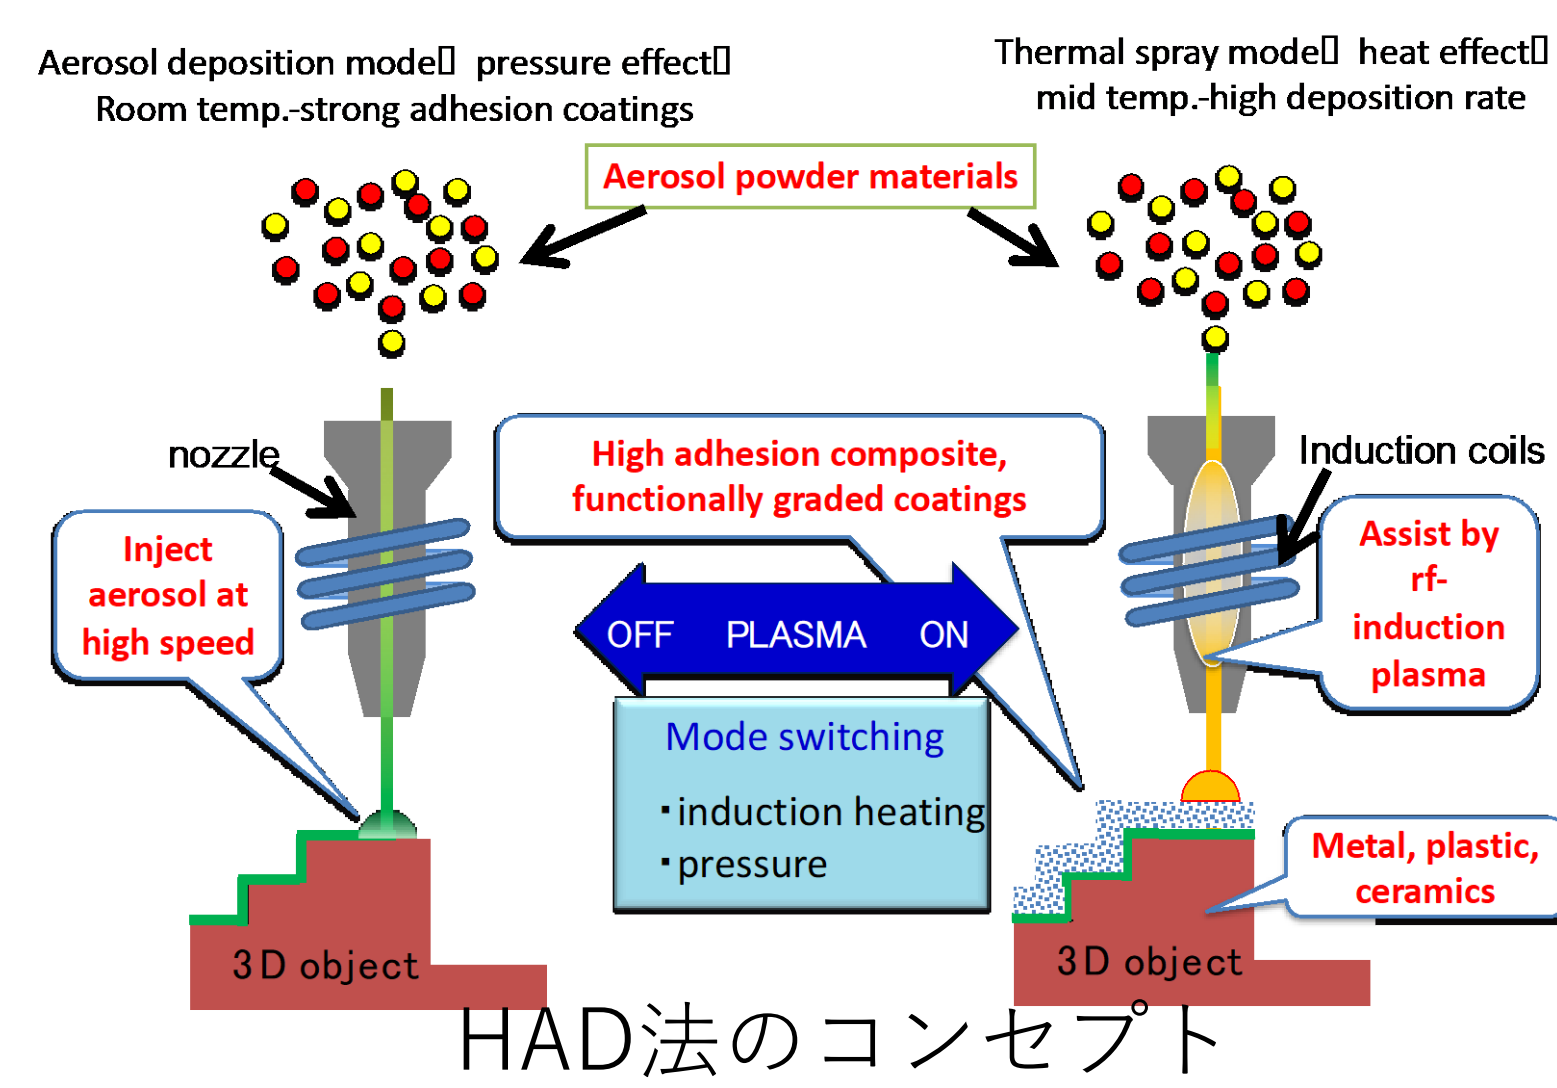 Aerosol deposition mode▯ pressure effect▯
Room temp.-strong adhesion coatings
Thermal spray mode▯ heat effect▯
mid temp.-high deposition rate
Aerosol powder materials
nozzle
High adhesion composite,
functionally graded coatings
Induction coils
Inject
aerosol at
high speed
Assist by
rf-
induction
plasma
OFF PLASMA ON
Mode switching
・induction heating
・pressure
Metal, plastic,
ceramics
3D object
3D object
HAD法のコンセプト